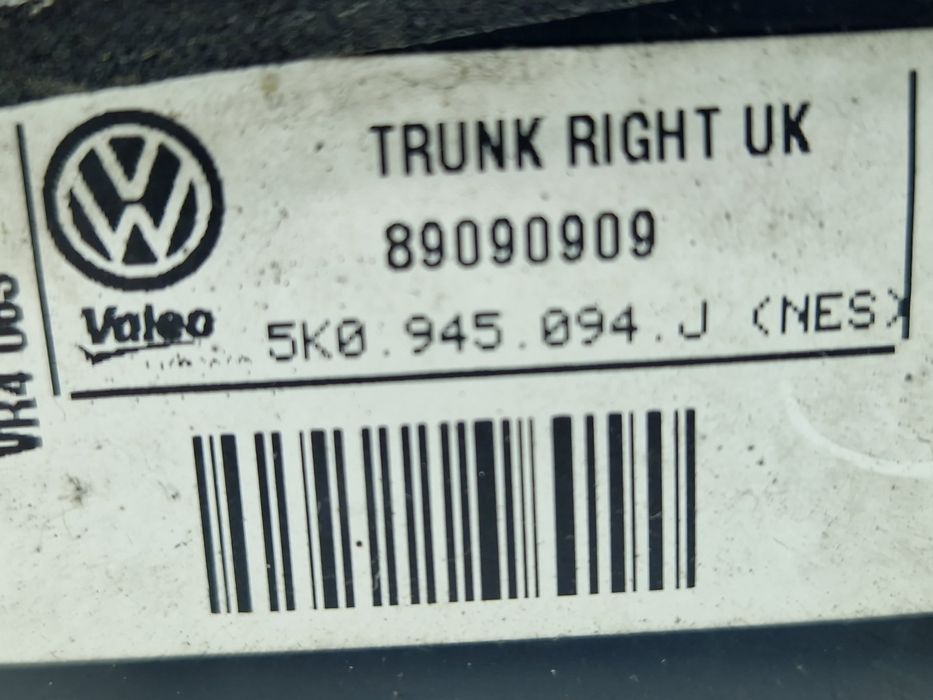 TRUNK RIGHT UK
89090909
Valeo
5K0.945.094.J (NES)